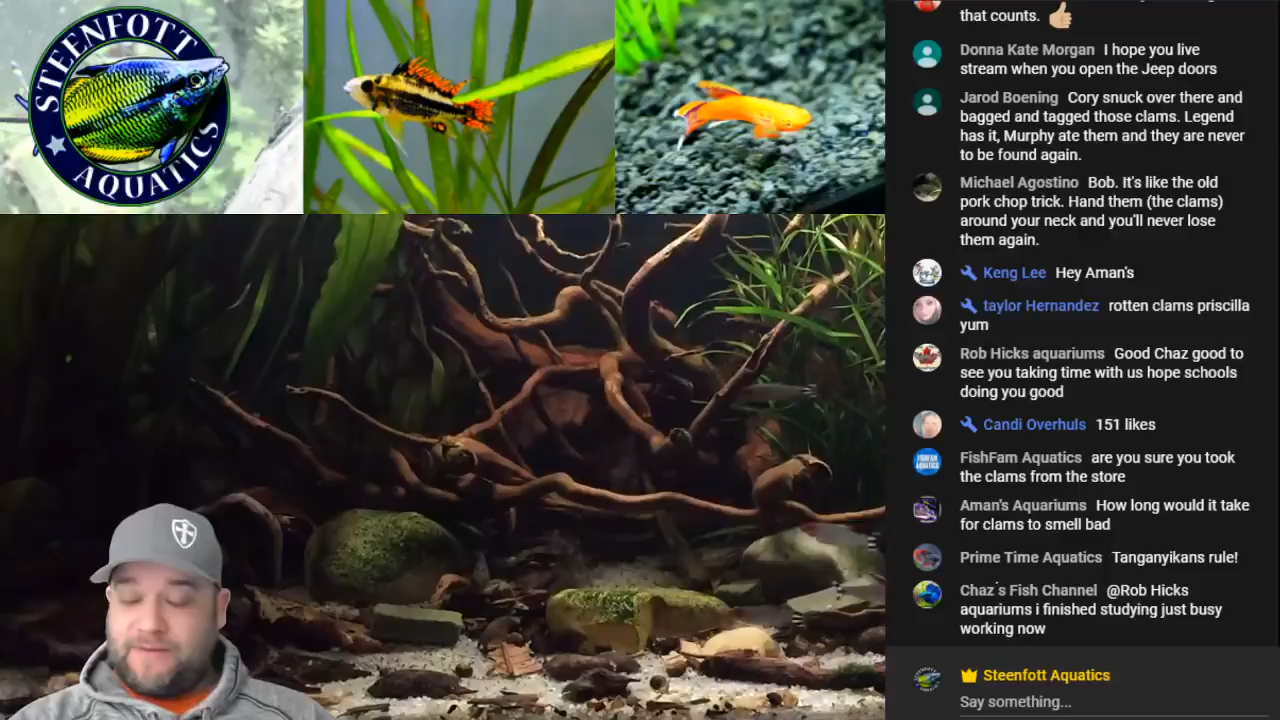 STEENFOTT
AQUATICS
that counts.
Donna Kate Morgan I hope you live
stream when you open the Jeep doors
Jarod Boening Cory snuck over there and
bagged and tagged those clams. Legend
has it, Murphy ate them and they are never
to be found again.
Michael Agostino Bob. It's like the old
pork chop trick. Hand them (the clams)
around your neck and you'll never lose
them again.
Keng Lee Hey Aman's
taylor Hernandez rotten clams priscilla
yum
Rob Hicks aquariums Good Chaz good to
see you taking time with us hope schools
doing you good
Candi Overhuls 151 likes
FishFam Aquatics are you sure you took
the clams from the store
Aman's Aquariums How long would it take
for clams to smell bad
Prime Time Aquatics Tanganyikans rule!
Chaz´s Fish Channel @Rob Hicks
aquariums i finished studying just busy
working now
Steenfott Aquatics
Say something...